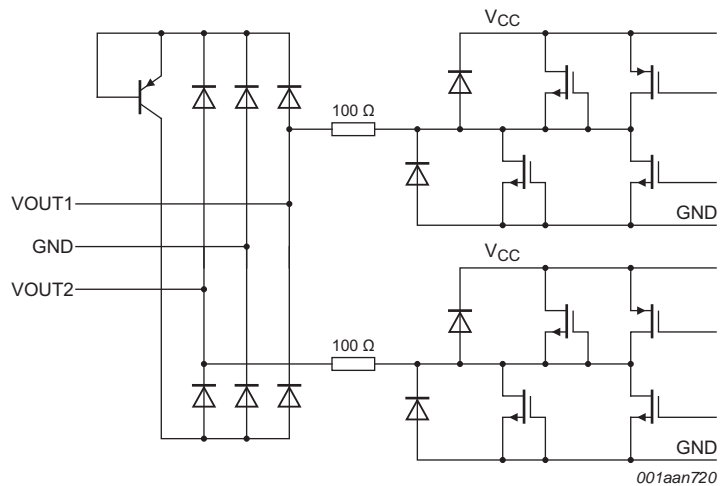 VCC
100 Ω
VOUT1
GND
GND
VCC
VOUT2
100 Ω
GND
001aan720